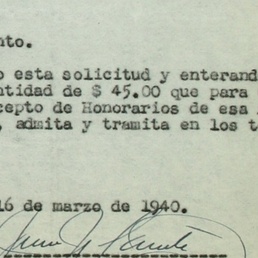 nto.
o esta solicitud y enterand
ntidad de $ 45.00 que para
cepto de Honorarios de esa
, admita y tramita en los t
16 de marzo de 1940.